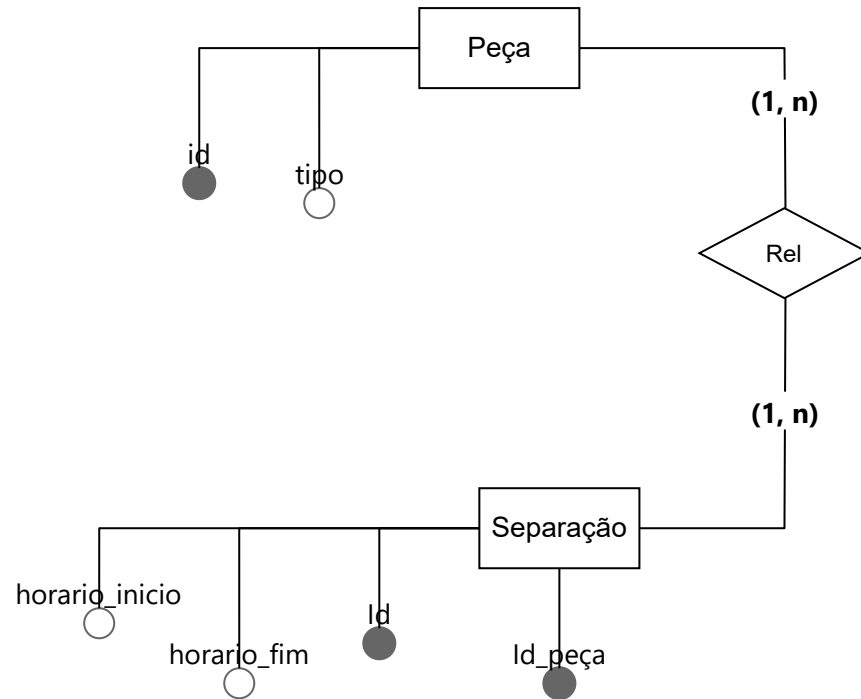 Peça
(1, n)
id
tipo
Rel
(1, n)
Separação
horario_inicio
Id
horario_fim
Id_peça